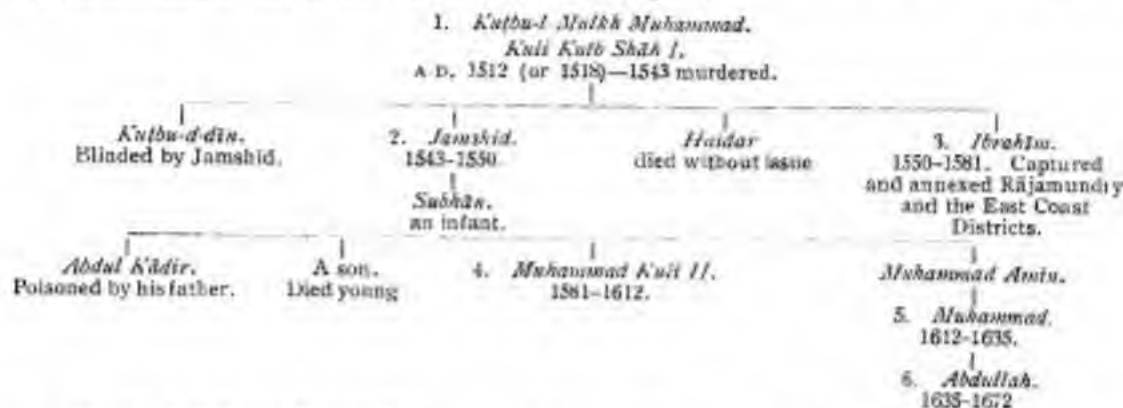 1. Kuṭbu-l Mulkh Muhammad.
Kuli Kutb Shāh I.
A D. 1512 (or 1518)—1543 murdered.
Kutbu-d-dīn.
Blinded by Jamshid.
2. Jamshid.
1543-1550.
Subhān.
an infant.
Haidar
died without issue
3. Ibrahīm.
1550-1581. Captured
and annexed Rājamundry
and the East Coast
Districts.
Abdul Kādir.
Poisoned by his father.
A son.
Died young
4. Muhammad Kuli II.
1581-1612.
Muhammad Amin.
5. Muhammad.
1612-1635.
6. Abdullah.
1635-1672